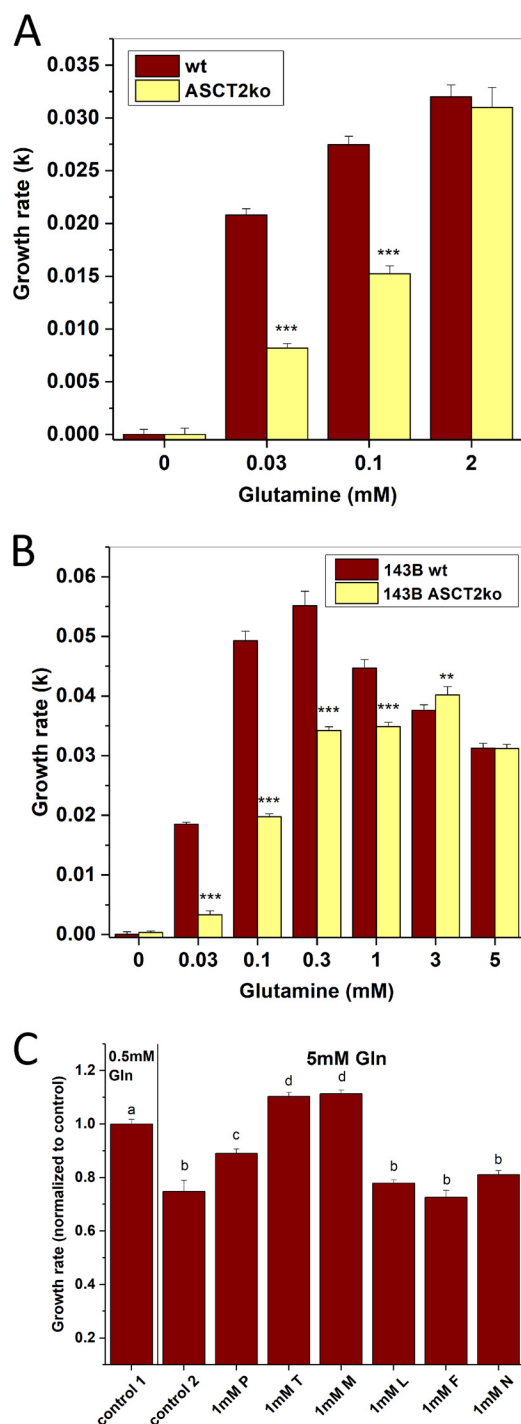 A
wt
ASCT2ko
Growth rate (k)
0.035
0.030
0.025
0.020
0.015
0.010
0.005
0.000
***
***
0 0.03 0.1 2
Glutamine (mM)
B
143B wt
143B ASCT2ko
Growth rate (k)
0.06
0.05
0.04
0.03
0.02
0.01
0.00
***
***
***
***
**
0 0.03 0.1 0.3 1 3 5
Glutamine (mM)
C
0.5mM
Gln
5mM Gln
Growth rate (normalized to control)
1.2
1.0
0.8
0.6
0.4
0.2
a b c d d b b b
control 1 control 2 1mM P 1mM T 1mM M 1mM L 1mM F 1mM N